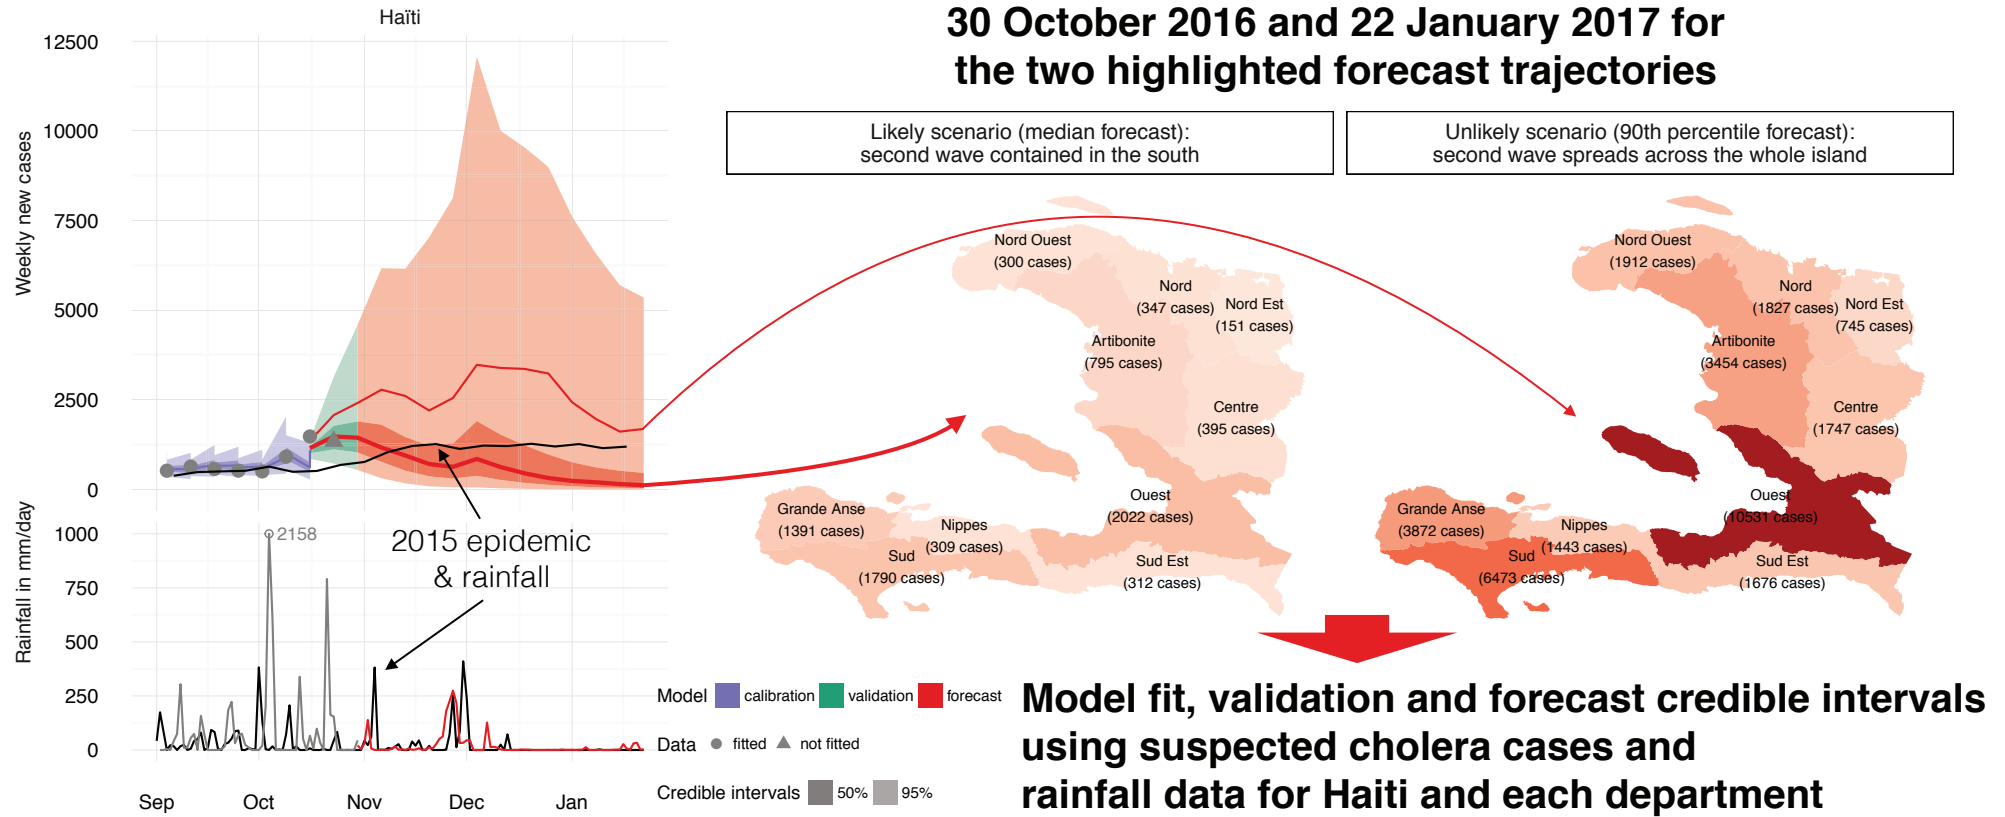 Haïti
12500
10000
7500
5000
2500
0
Weekly new cases
1000
750
500
250
0
Rainfall in mm/day
2158
2015 epidemic
& rainfall
Sep
Oct
Nov
Dec
Jan
Model
calibration
validation
forecast
Data
fitted
not fitted
Credible intervals
50%
95%
30 October 2016 and 22 January 2017 for
the two highlighted forecast trajectories
Likely scenario (median forecast):
second wave contained in the south
Nord Ouest
(300 cases)
Nord
(347 cases)
Nord Est
(151 cases)
Artibonite
(795 cases)
Centre
(395 cases)
Ouest
(2022 cases)
Grande Anse
(1391 cases)
Nippes
(309 cases)
Sud
(1790 cases)
Sud Est
(312 cases)
Unlikely scenario (90th percentile forecast):
second wave spreads across the whole island
Nord Ouest
(1912 cases)
Nord
(1827 cases)
Nord Est
(745 cases)
Artibonite
(3454 cases)
Centre
(1747 cases)
Ouest
(10531 cases)
Grande Anse
(3872 cases)
Nippes
(1443 cases)
Sud
(6473 cases)
Sud Est
(1676 cases)
Model fit, validation and forecast credible intervals
using suspected cholera cases and
rainfall data for Haiti and each department